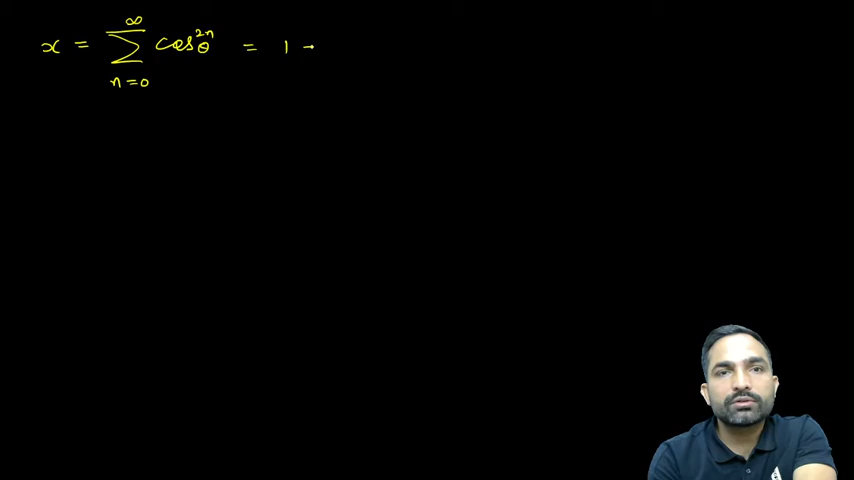 x = ∑_{n=0}^{∞} cos^{2n}θ = 1 -